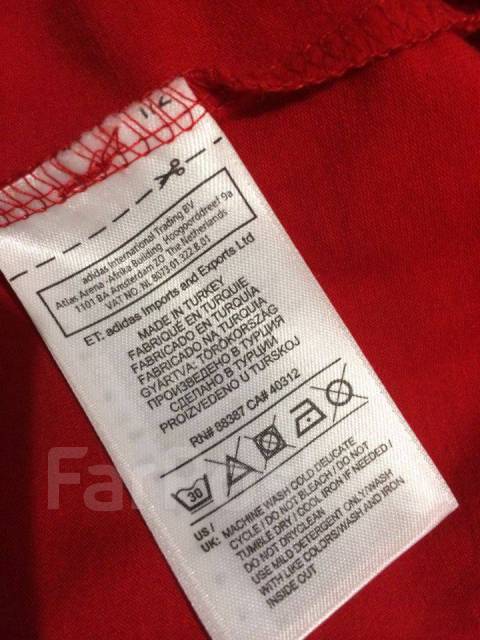 adidas International Trading BV
Atlas Arena-Afrika Building Hoogoorddreef 9a
1101 BA Amsterdam ZO The Netherlands
VAT NO. NL 8073.01.322.B.01
ET: adidas Imports and Exports Ltd
MADE IN TURKEY
FABRIQUÉ EN TURQUIE
FABRICADO EN TURQUÍA
FABRICADO NA TURQUIA
GYÁRTVA: TÖRÖKORSZÁG
ПРОИЗВЕДЕНО В ТУРЦИЯ
СДЕЛАНО В ТУРЦИИ
PROIZVEDENO U TURSKOJ
RN# 88387 CA# 40312
30
US /
UK: MACHINE WASH COLD DELICATE
CYCLE / DO NOT BLEACH / DO NOT
TUMBLE DRY / COOL IRON IF NEEDED /
DO NOT DRYCLEAN
USE MILD DETERGENT ONLY/WASH
WITH LIKE COLORS/WASH AND IRON
INSIDE OUT